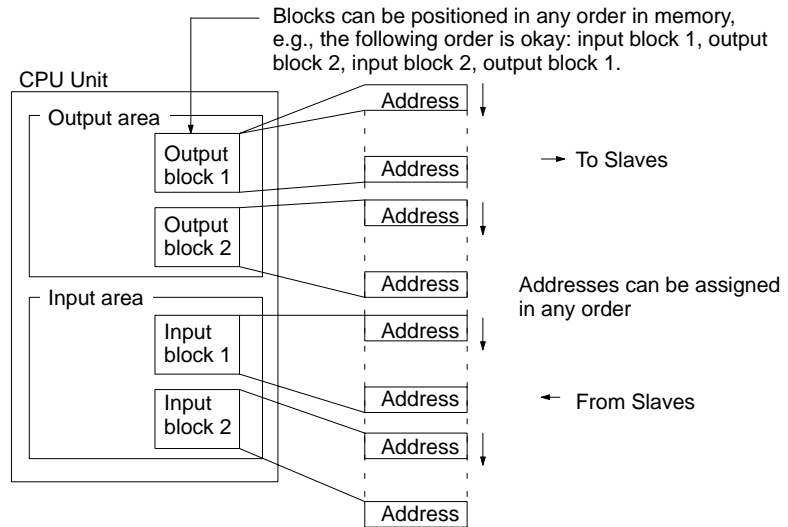 Blocks can be positioned in any order in memory,
e.g., the following order is okay: input block 1, output
block 2, input block 2, output block 1.
CPU Unit
Output area
Output
block 1
Output
block 2
Input area
Input
block 1
Input
block 2
Address
Address
Address
Address
Address
Address
Address
Address
To Slaves
Addresses can be assigned
in any order
From Slaves